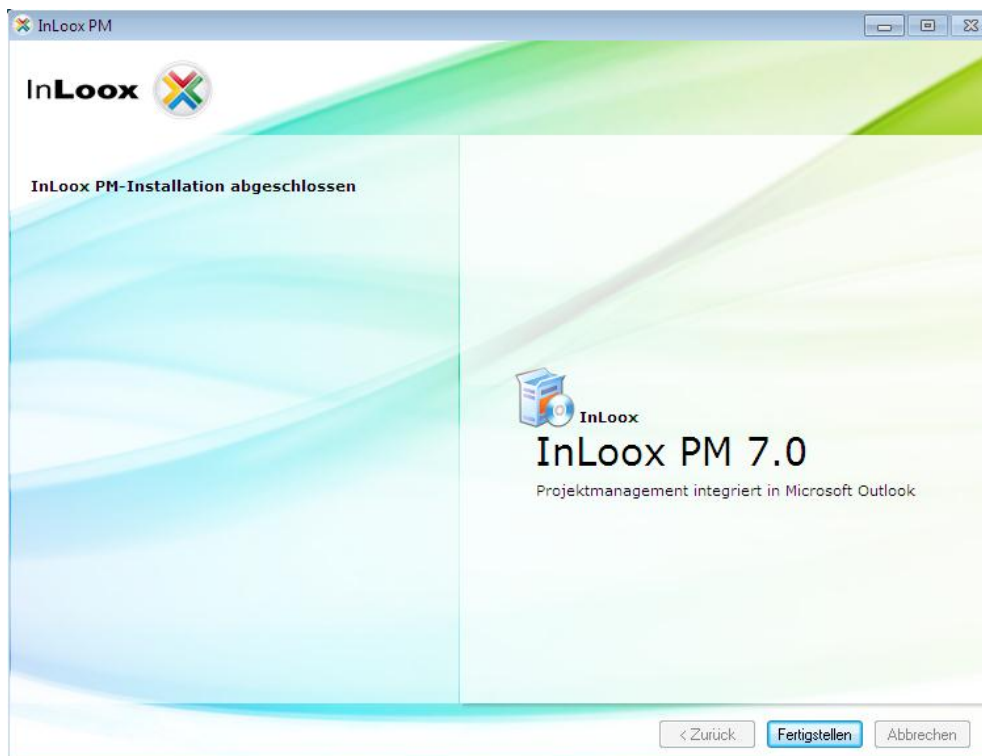 InLoox PM
InLoox
InLoox PM-Installation abgeschlossen
InLoox
InLoox PM 7.0
Projektmanagement integriert in Microsoft Outlook
< Zurück
Fertigstellen
Abbrechen